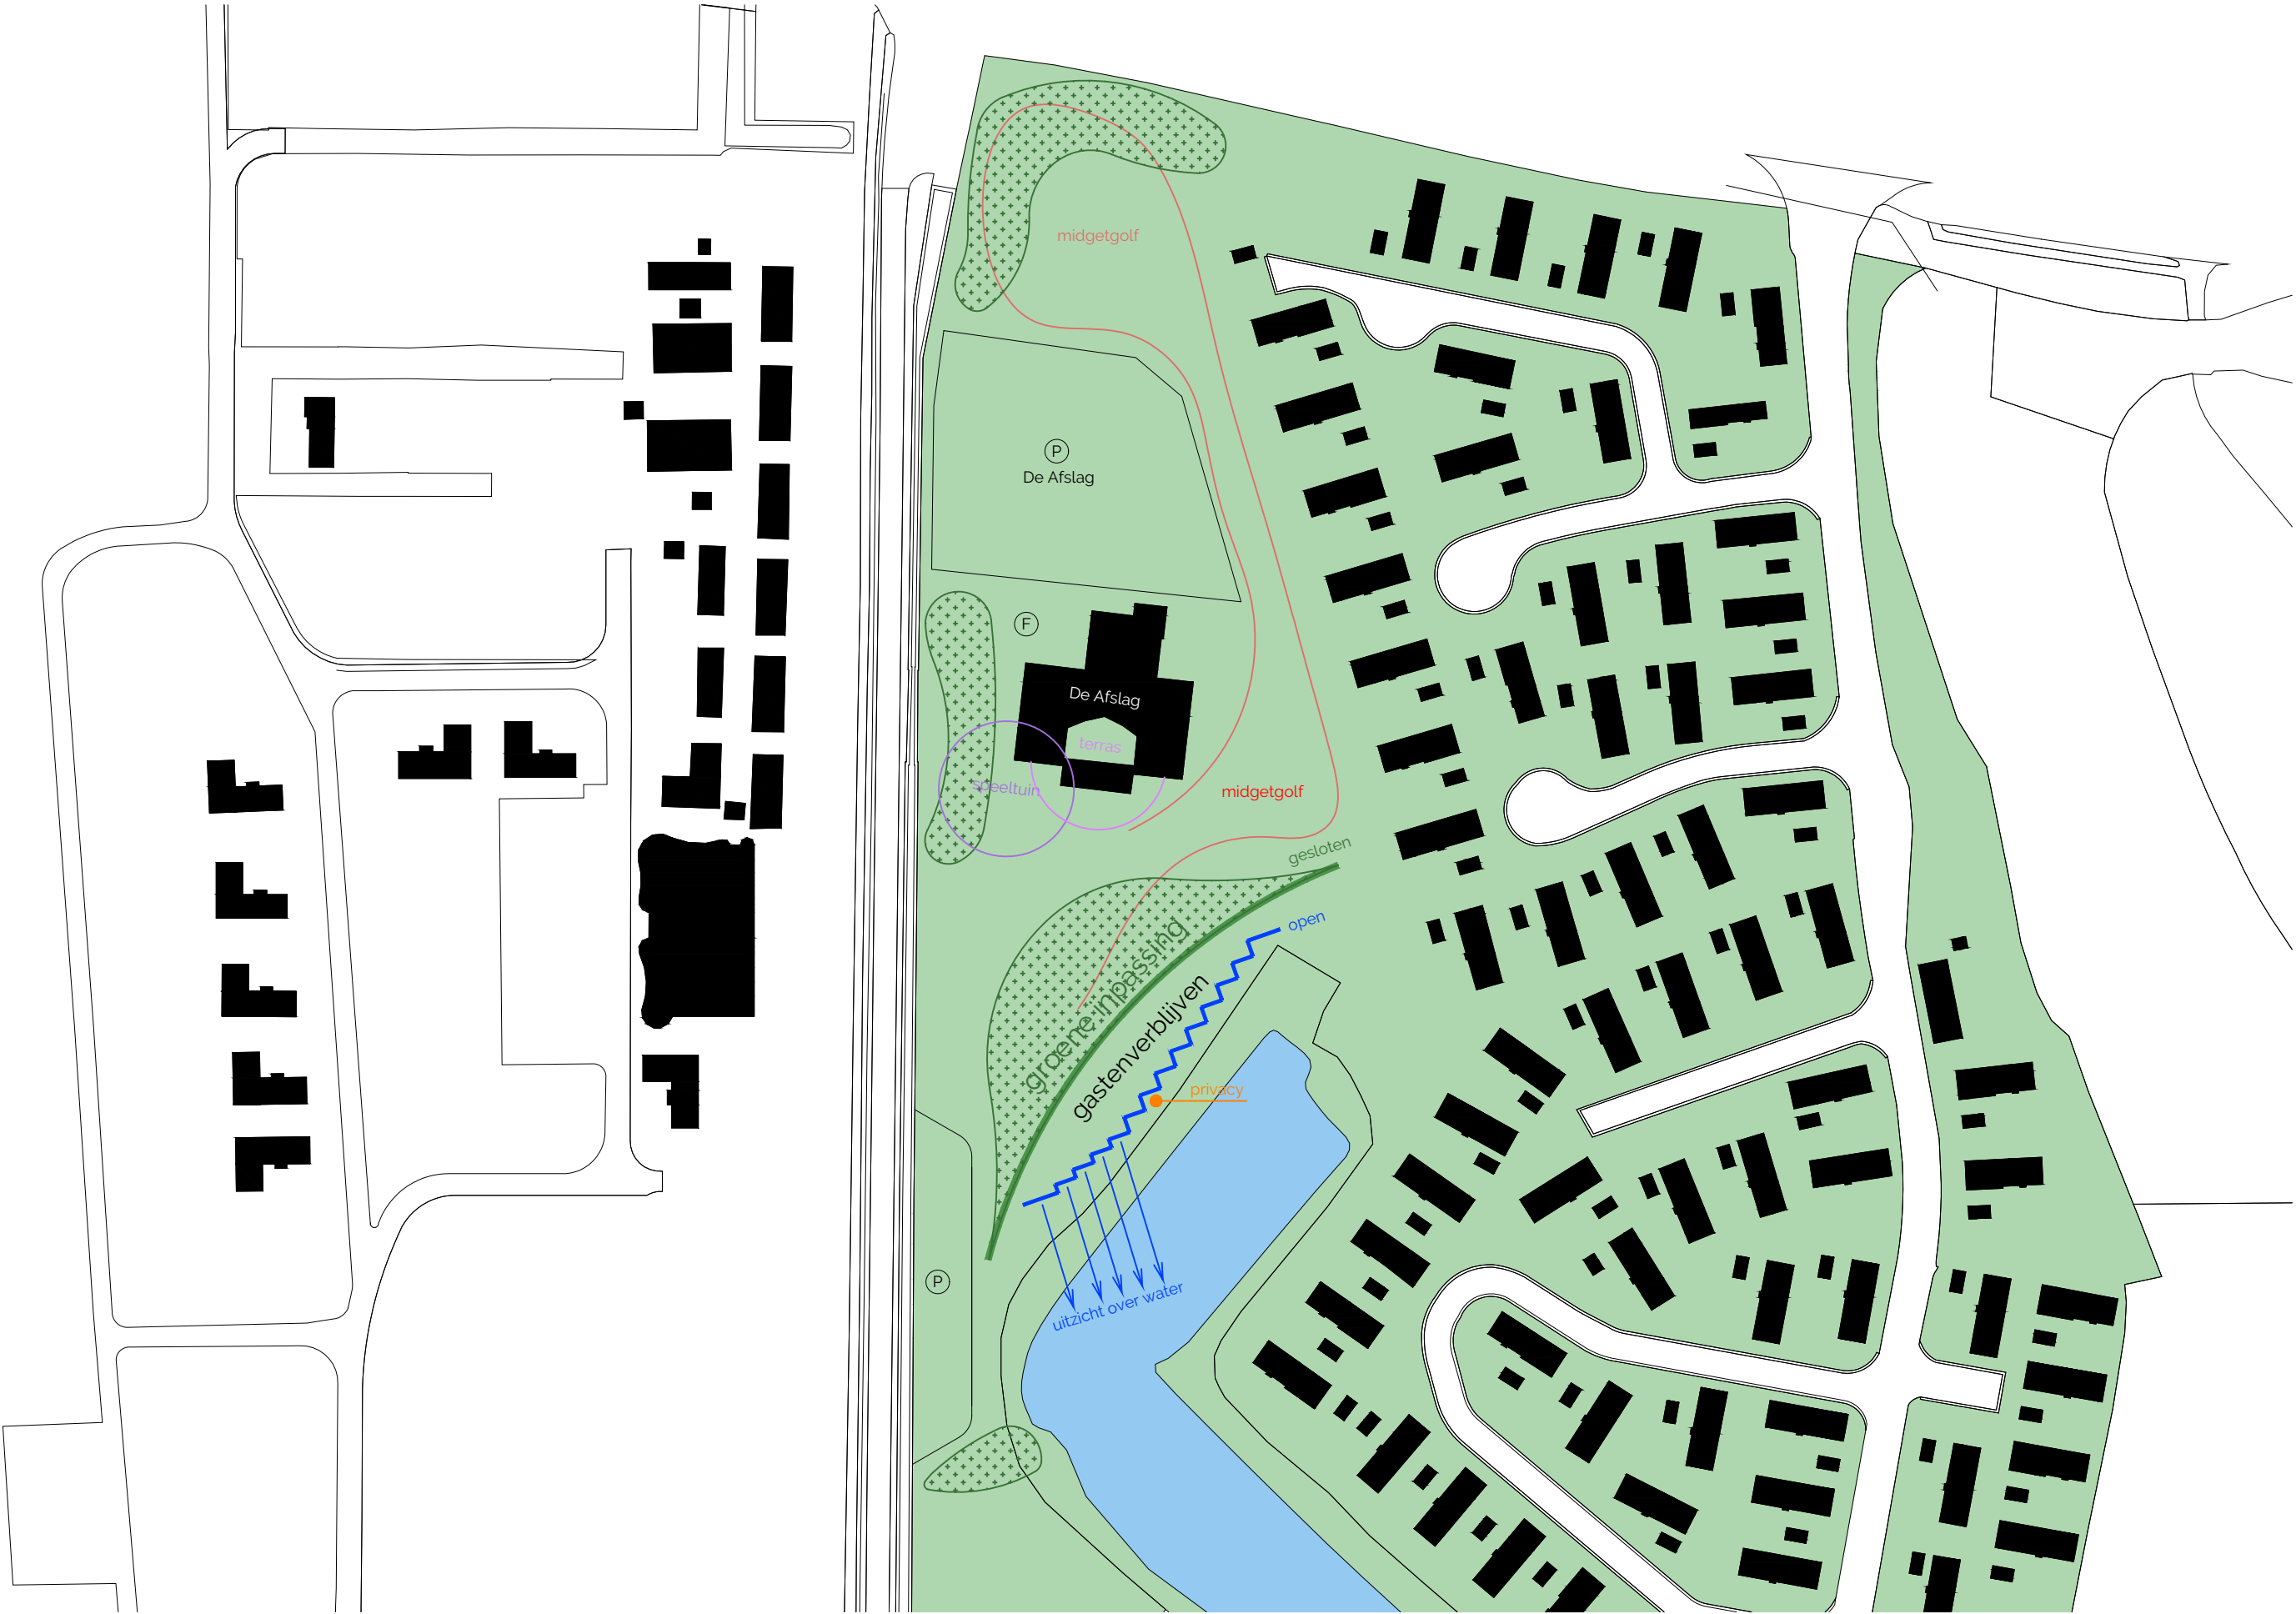 midgetgolf
P
De Afslag
F
De Afslag
terras
speeltuin
midgetgolf
gesloten
open
groene inpassing
gastenverblijven
privacy
P
uitzicht over water